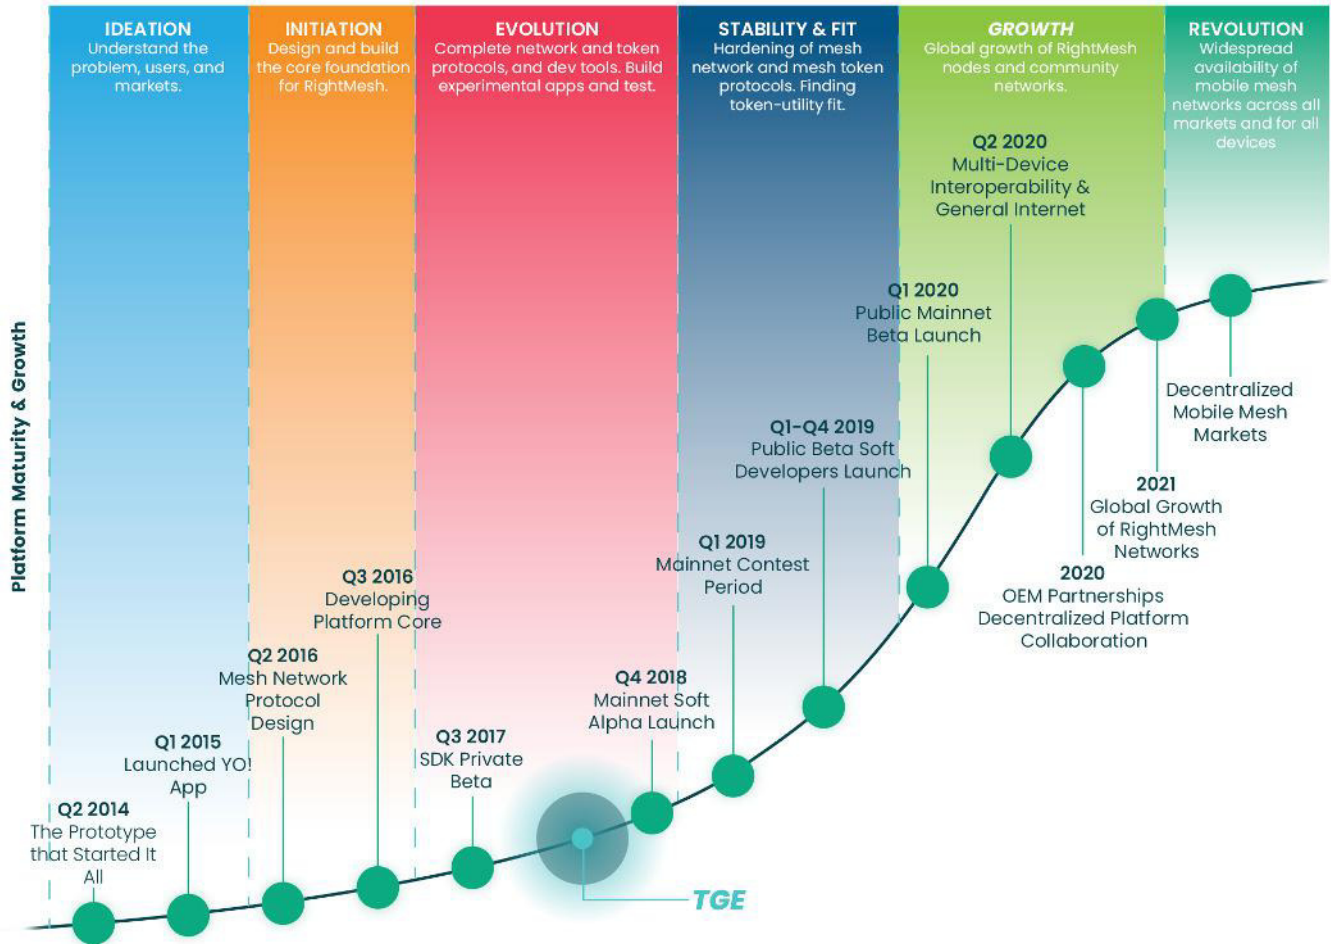 IDEATION
Understand the
problem, users, and
markets.
INITIATION
Design and build
the core foundation
for RightMesh.
EVOLUTION
Complete network and token
protocols, and dev tools. Build
experimental apps and test.
STABILITY & FIT
Hardening of mesh
network and mesh token
protocols. Finding
token-utility fit.
GROWTH
Global growth of RightMesh
nodes and community
networks.
REVOLUTION
Widespread
availability of
mobile mesh
networks across all
markets and for all
devices
Platform Maturity & Growth
Q2 2014
The Prototype
that Started It
All
Q1 2015
Launched YO!
App
Q2 2016
Mesh Network
Protocol
Design
Q3 2016
Developing
Platform Core
Q3 2017
SDK Private
Beta
TGE
Q4 2018
Mainnet Soft
Alpha Launch
Q1 2019
Mainnet Contest
Period
Q1-Q4 2019
Public Beta Soft
Developers Launch
Q1 2020
Public Mainnet
Beta Launch
Q2 2020
Multi-Device
Interoperability &
General Internet
2020
OEM Partnerships
Decentralized Platform
Collaboration
2021
Global Growth
of RightMesh
Networks
Decentralized
Mobile Mesh
Markets